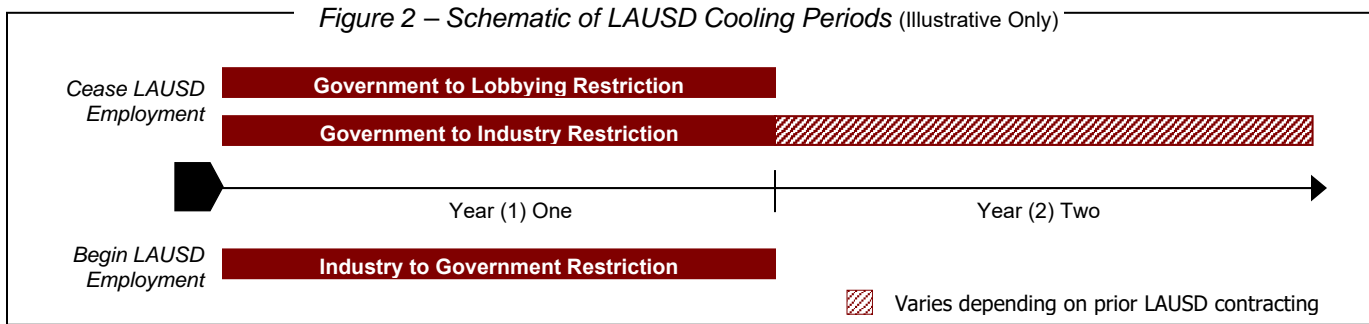 Figure 2 – Schematic of LAUSD Cooling Periods (Illustrative Only)
Cease LAUSD
Employment
Government to Lobbying Restriction
Government to Industry Restriction
Year (1) One
Year (2) Two
Begin LAUSD
Employment
Industry to Government Restriction
Varies depending on prior LAUSD contracting